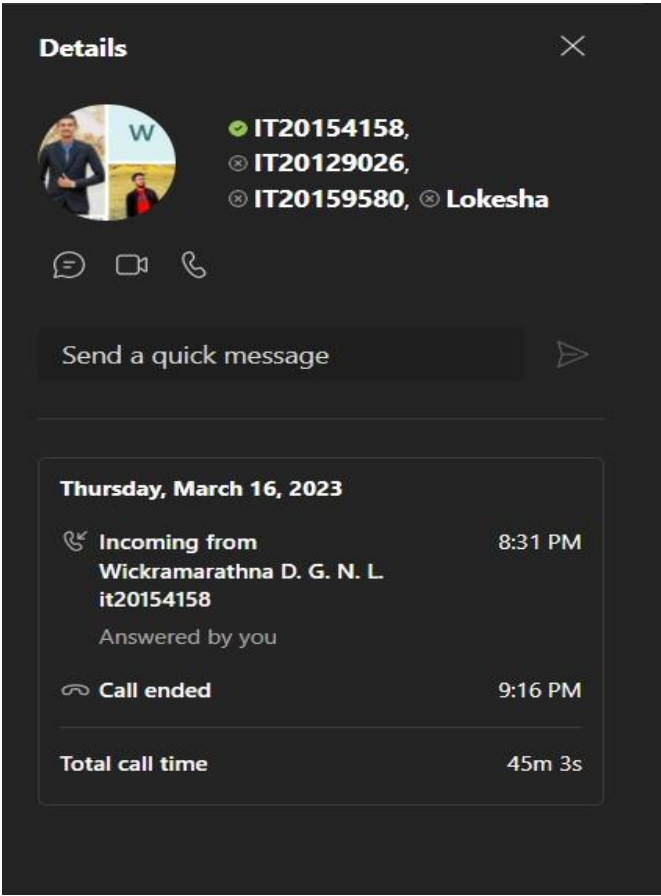 Details
W
IT20154158,
IT20129026,
IT20159580, Lokesha
Send a quick message
Thursday, March 16, 2023
Incoming from 8:31 PM
Wickramarathna D. G. N. L.
it20154158
Answered by you
Call ended 9:16 PM
Total call time 45m 3s